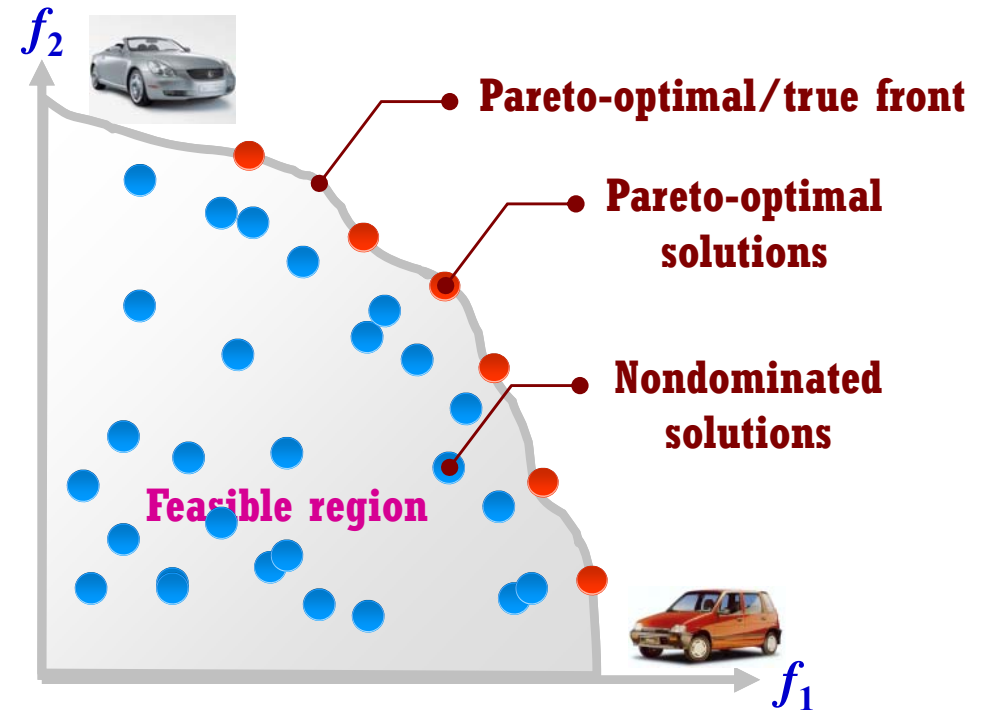 f2
Pareto-optimal/true front
Pareto-optimal
solutions
Nondominated
solutions
Feasible region
f1